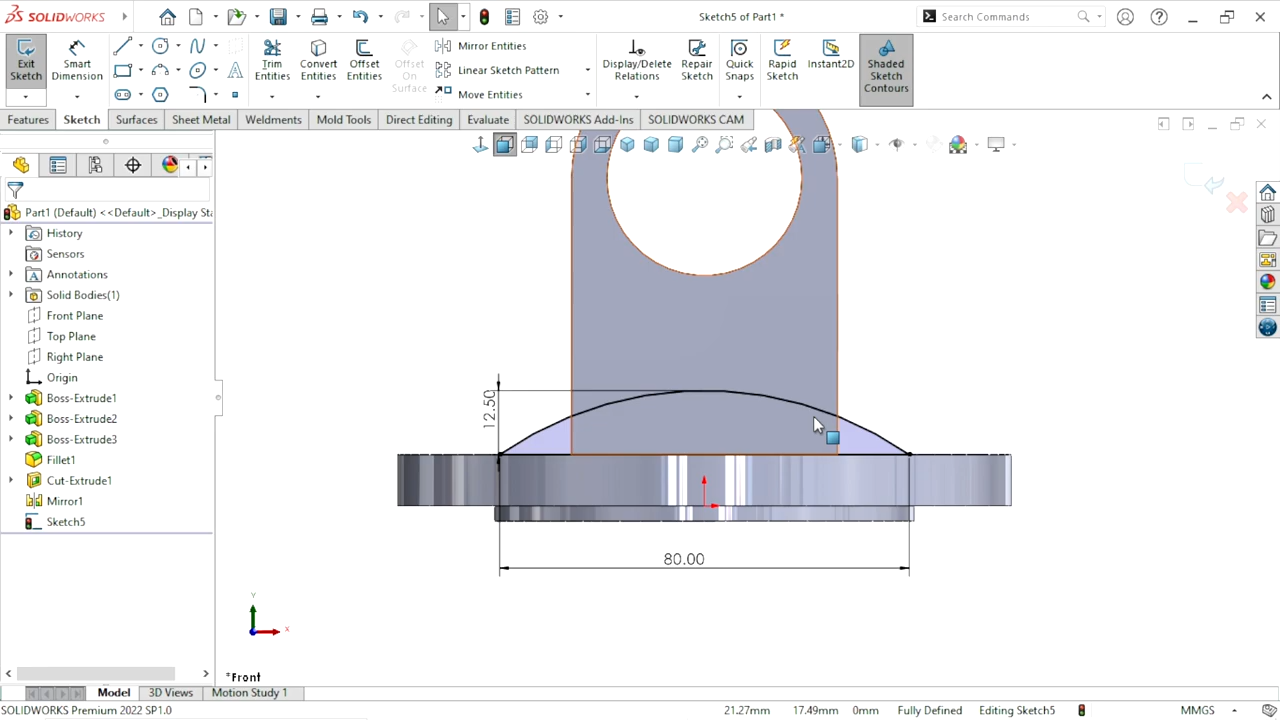 SOLIDWORKS
Sketch5 of Part1 *
Search Commands
Exit Sketch
Smart Dimension
Trim Entities
Convert Entities
Offset Entities
Offset On Surface
Mirror Entities
Linear Sketch Pattern
Move Entities
Display/Delete Relations
Repair Sketch
Quick Snaps
Rapid Sketch
Instant2D
Shaded Sketch Contours
Features
Sketch
Surfaces
Sheet Metal
Weldments
Mold Tools
Direct Editing
Evaluate
SOLIDWORKS Add-Ins
SOLIDWORKS CAM
Part1 (Default) <<Default>_Display Sta
History
Sensors
Annotations
Solid Bodies(1)
Front Plane
Top Plane
Right Plane
Origin
Boss-Extrude1
Boss-Extrude2
Boss-Extrude3
Fillet1
Cut-Extrude1
Mirror1
Sketch5
12.50
80.00
Y
X
*Front
Model
3D Views
Motion Study 1
SOLIDWORKS Premium 2022 SP1.0
21.27mm
17.49mm
0mm
Fully Defined
Editing Sketch5
MMGS